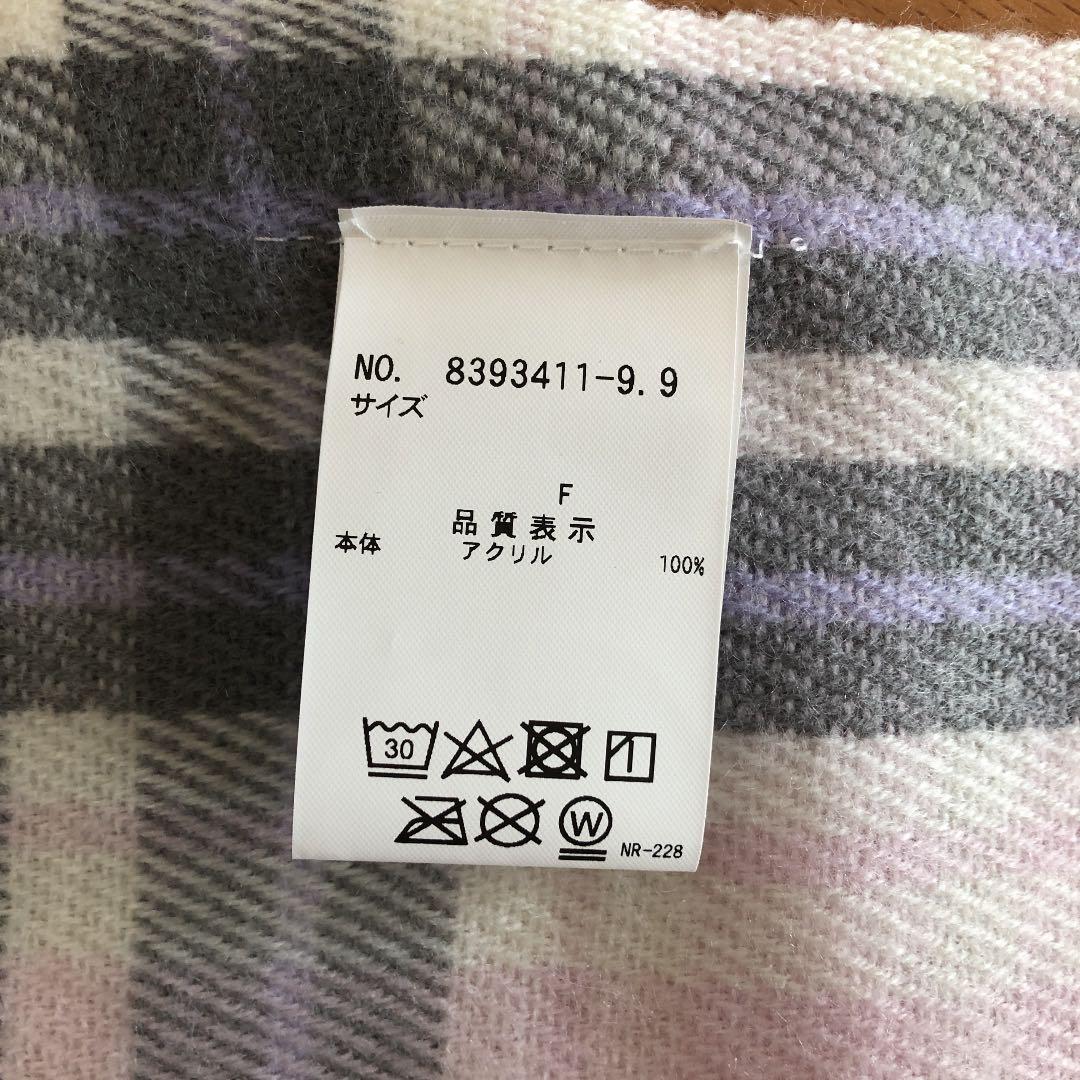 NO. 8393411-9.9
サイズ
F
品質表示
本体 アクリル 100%
30
W
NR-228